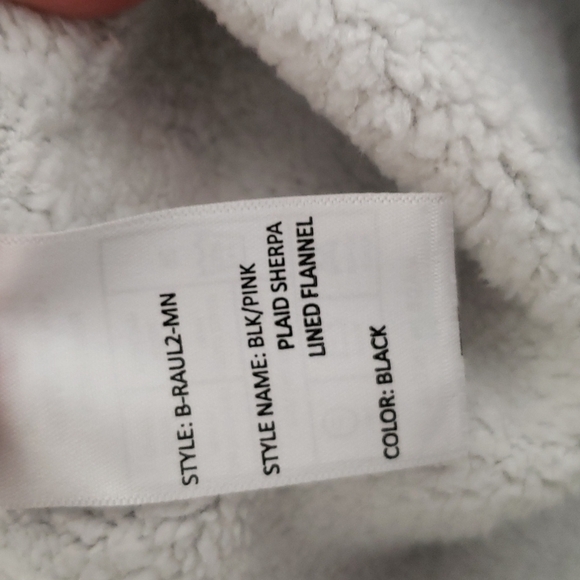 STYLE: B-RAUL2-MN
STYLE NAME: BLK/PINK
PLAID SHERPA
LINED FLANNEL
COLOR: BLACK